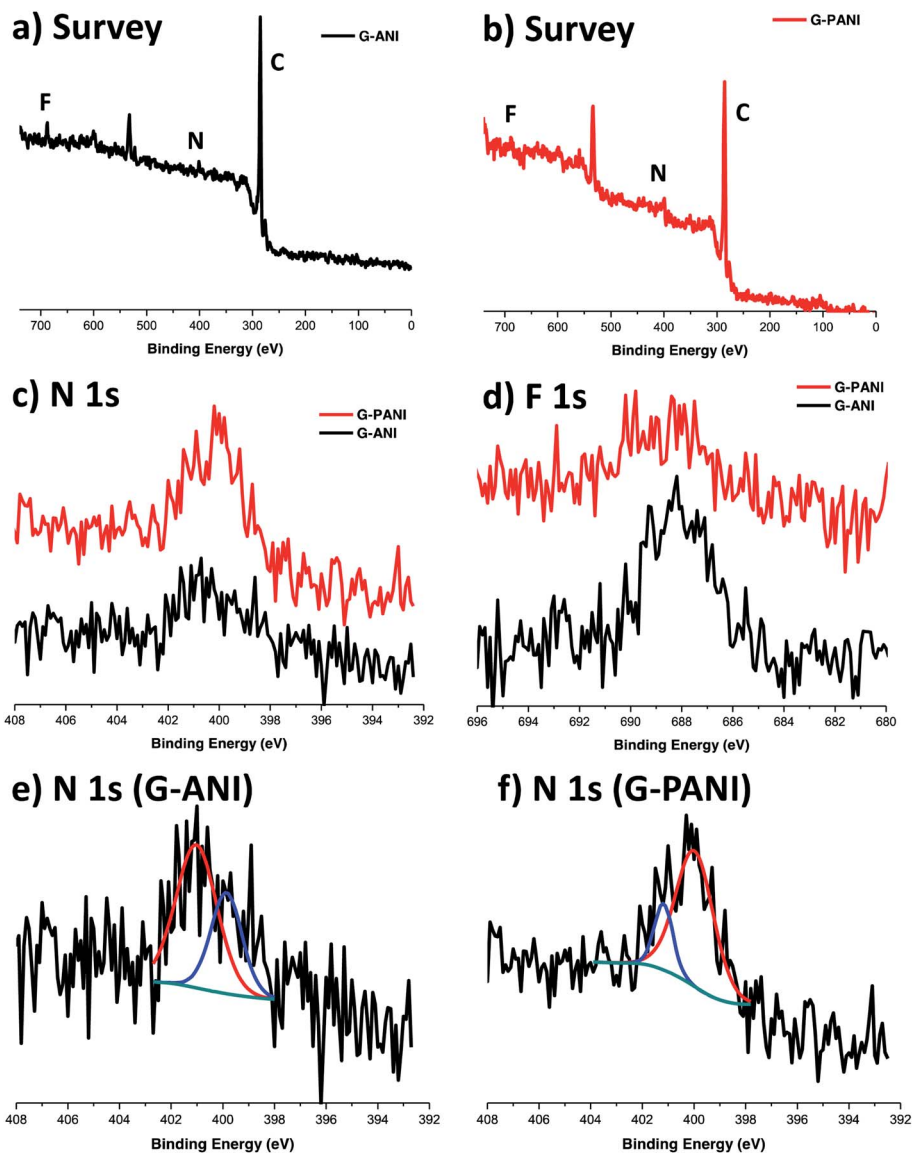 a) Survey
G-ANI
F
N
C
700 600 500 400 300 200 100 0
Binding Energy (eV)
b) Survey
G-PANI
F
N
C
700 600 500 400 300 200 100 0
Binding Energy (eV)
c) N 1s
G-PANI
G-ANI
408 406 404 402 400 398 396 394 392
Binding Energy (eV)
d) F 1s
G-PANI
G-ANI
696 694 692 690 688 686 684 682 680
Binding Energy (eV)
e) N 1s (G-ANI)
408 406 404 402 400 398 396 394 392
Binding Energy (eV)
f) N 1s (G-PANI)
408 406 404 402 400 398 396 394 392
Binding Energy (eV)